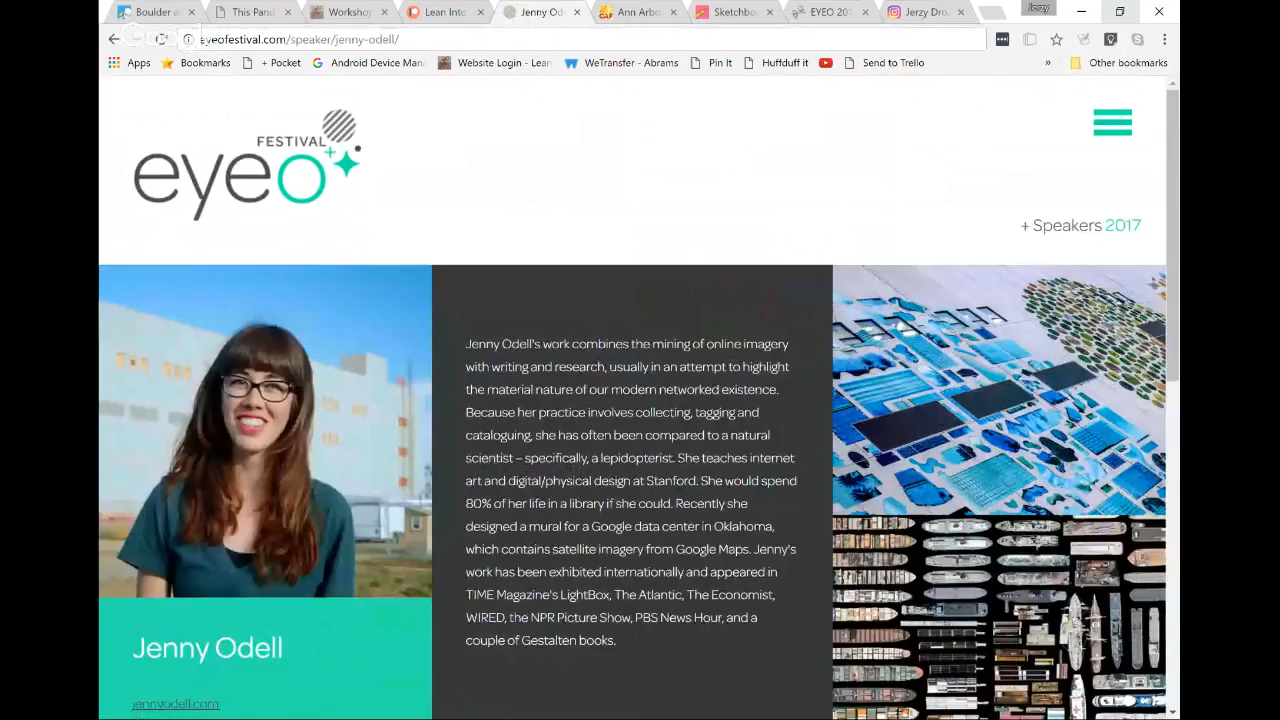 Boulder e
This Pand
Workshop
Lean Into
Jenny Od
Ann Arbo
Sketchbo
EYEO 201
Jerzy Dro
Jerzy
eyeofestival.com/speaker/jenny-odell/
Apps
Bookmarks
+ Pocket
Android Device Man
Website Login - Lean
WeTransfer - Abrams
Pin It
Huffduff it
Send to Trello
»
Other bookmarks
FESTIVAL
eyeo
+ Speakers 2017
Jenny Odell's work combines the mining of online imagery
with writing and research, usually in an attempt to highlight
the material nature of our modern networked existence.
Because her practice involves collecting, tagging and
cataloguing, she has often been compared to a natural
scientist – specifically, a lepidopterist. She teaches internet
art and digital/physical design at Stanford. She would spend
80% of her life in a library if she could. Recently she
designed a mural for a Google data center in Oklahoma,
which contains satellite imagery from Google Maps. Jenny's
work has been exhibited internationally and appeared in
TIME Magazine's LightBox, The Atlantic, The Economist,
WIRED, the NPR Picture Show, PBS News Hour, and a
couple of Gestalten books.
Jenny Odell
jennyodell.com